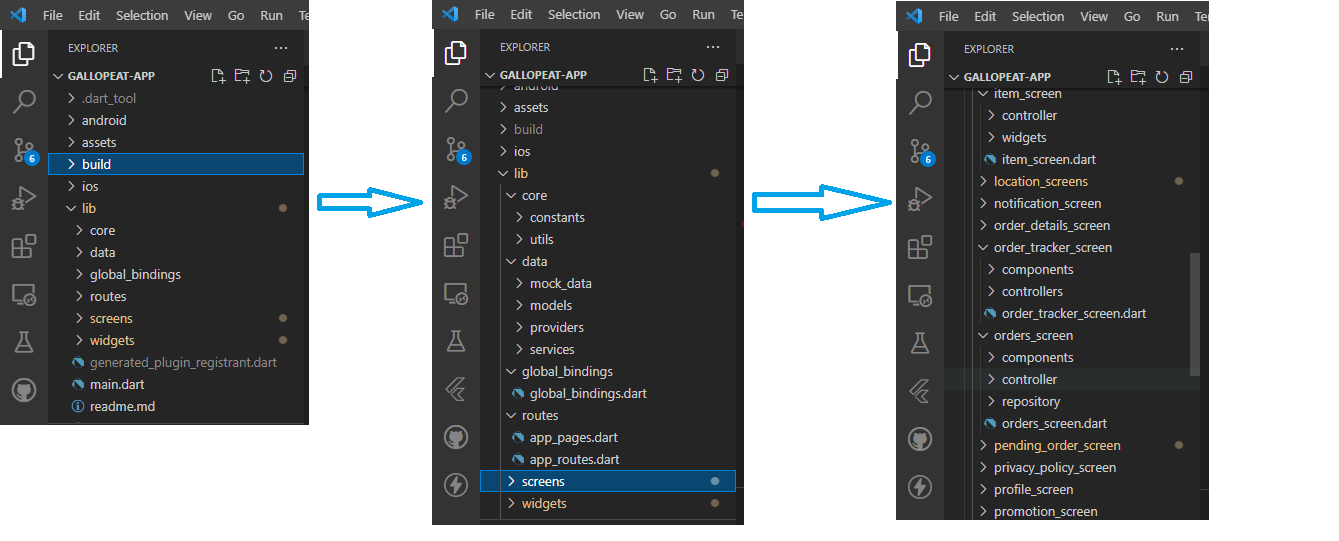 File Edit Selection View Go Run Te
EXPLORER
GALLOPEAT-APP
.dart_tool
android
assets
build
ios
lib
core
data
global_bindings
routes
screens
widgets
generated_plugin_registrant.dart
main.dart
readme.md
6
File Edit Selection View Go Run Te
EXPLORER
GALLOPEAT-APP
android
assets
build
ios
lib
core
constants
utils
data
mock_data
models
providers
services
global_bindings
global_bindings.dart
routes
app_pages.dart
app_routes.dart
screens
widgets
6
File Edit Selection View Go Run Ter
EXPLORER
GALLOPEAT-APP
item_screen
controller
widgets
item_screen.dart
location_screens
notification_screen
order_details_screen
order_tracker_screen
components
controllers
order_tracker_screen.dart
orders_screen
components
controller
repository
orders_screen.dart
pending_order_screen
privacy_policy_screen
profile_screen
promotion_screen
6